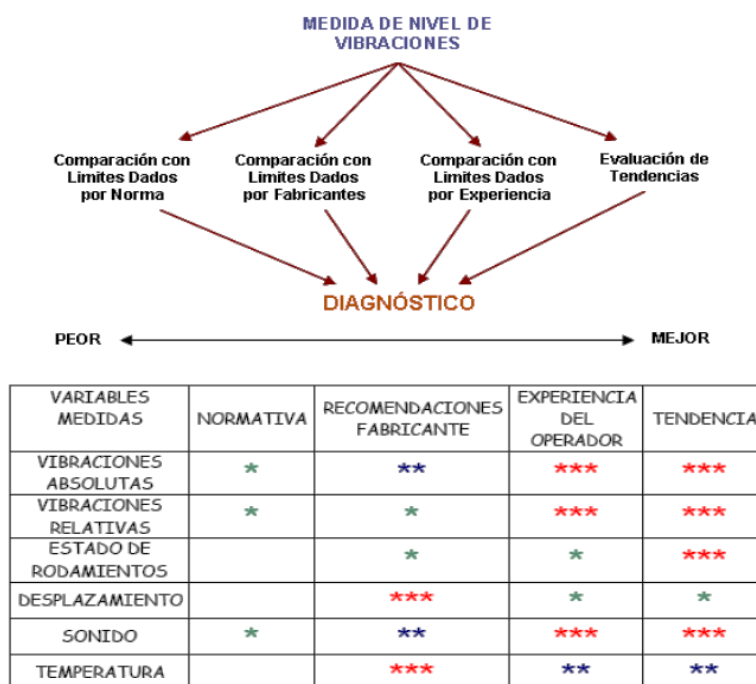 MEDIDA DE NIVEL DE
VIBRACIONES
Comparación con
Limites Dados
por Norma
Comparación con
Limites Dados
por Fabricantes
Comparación con
Limites Dados
por Experiencia
Evaluación de
Tendencias
DIAGNÓSTICO
PEOR MEJOR
VARIABLES
MEDIDAS
NORMATIVA
RECOMENDACIONES
FABRICANTE
EXPERIENCIA
DEL
OPERADOR
TENDENCIA
VIBRACIONES
ABSOLUTAS
* ** *** ***
VIBRACIONES
RELATIVAS
* * *** ***
ESTADO DE
RODAMIENTOS
* * ***
DESPLAZAMIENTO *** * *
SONIDO * ** *** ***
TEMPERATURA *** ** **